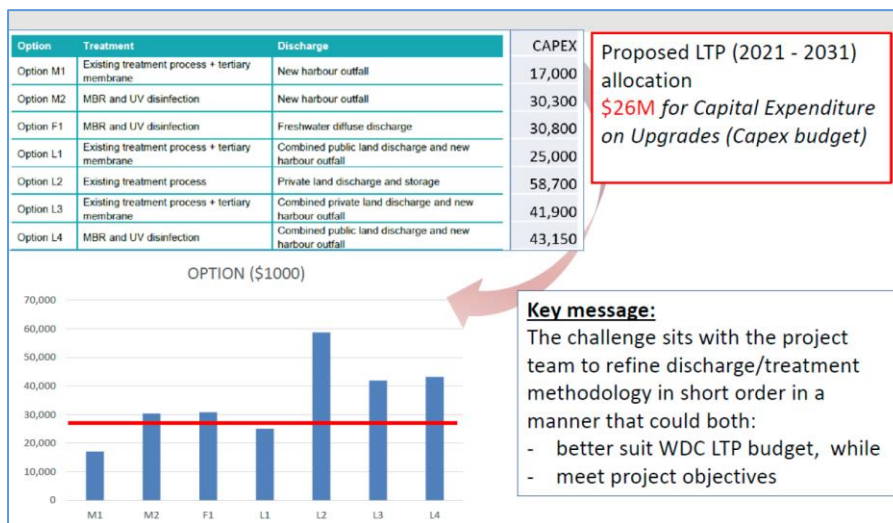 Option Treatment Discharge CAPEX
Option M1 Existing treatment process + tertiary membrane New harbour outfall 17,000
Option M2 MBR and UV disinfection New harbour outfall 30,300
Option F1 MBR and UV disinfection Freshwater diffuse discharge 30,800
Option L1 Existing treatment process + tertiary membrane Combined public land discharge and new harbour outfall 25,000
Option L2 Existing treatment process Private land discharge and storage 58,700
Option L3 Existing treatment process + tertiary membrane Combined private land discharge and new harbour outfall 41,900
Option L4 MBR and UV disinfection Combined public land discharge and new harbour outfall 43,150
Proposed LTP (2021 - 2031)
allocation
$26M for Capital Expenditure
on Upgrades (Capex budget)
OPTION ($1000)
70,000
60,000
50,000
40,000
30,000
20,000
10,000
0
M1 M2 F1 L1 L2 L3 L4
Key message:
The challenge sits with the project
team to refine discharge/treatment
methodology in short order in a
manner that could both:
- better suit WDC LTP budget, while
- meet project objectives